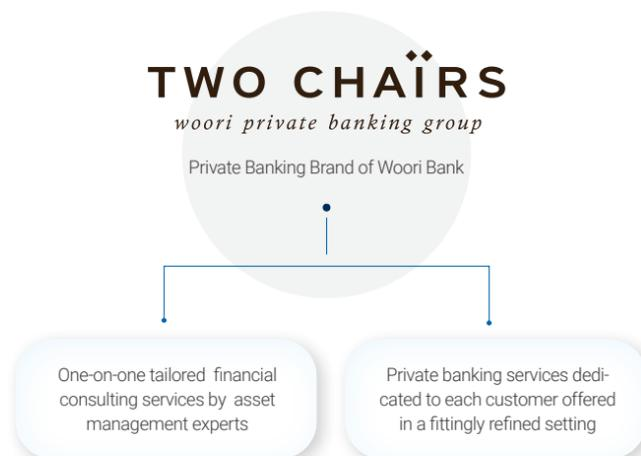 TWO CHAÏRS
woori private banking group
Private Banking Brand of Woori Bank
One-on-one tailored financial
consulting services by asset
management experts
Private banking services dedi-
cated to each customer offered
in a fittingly refined setting